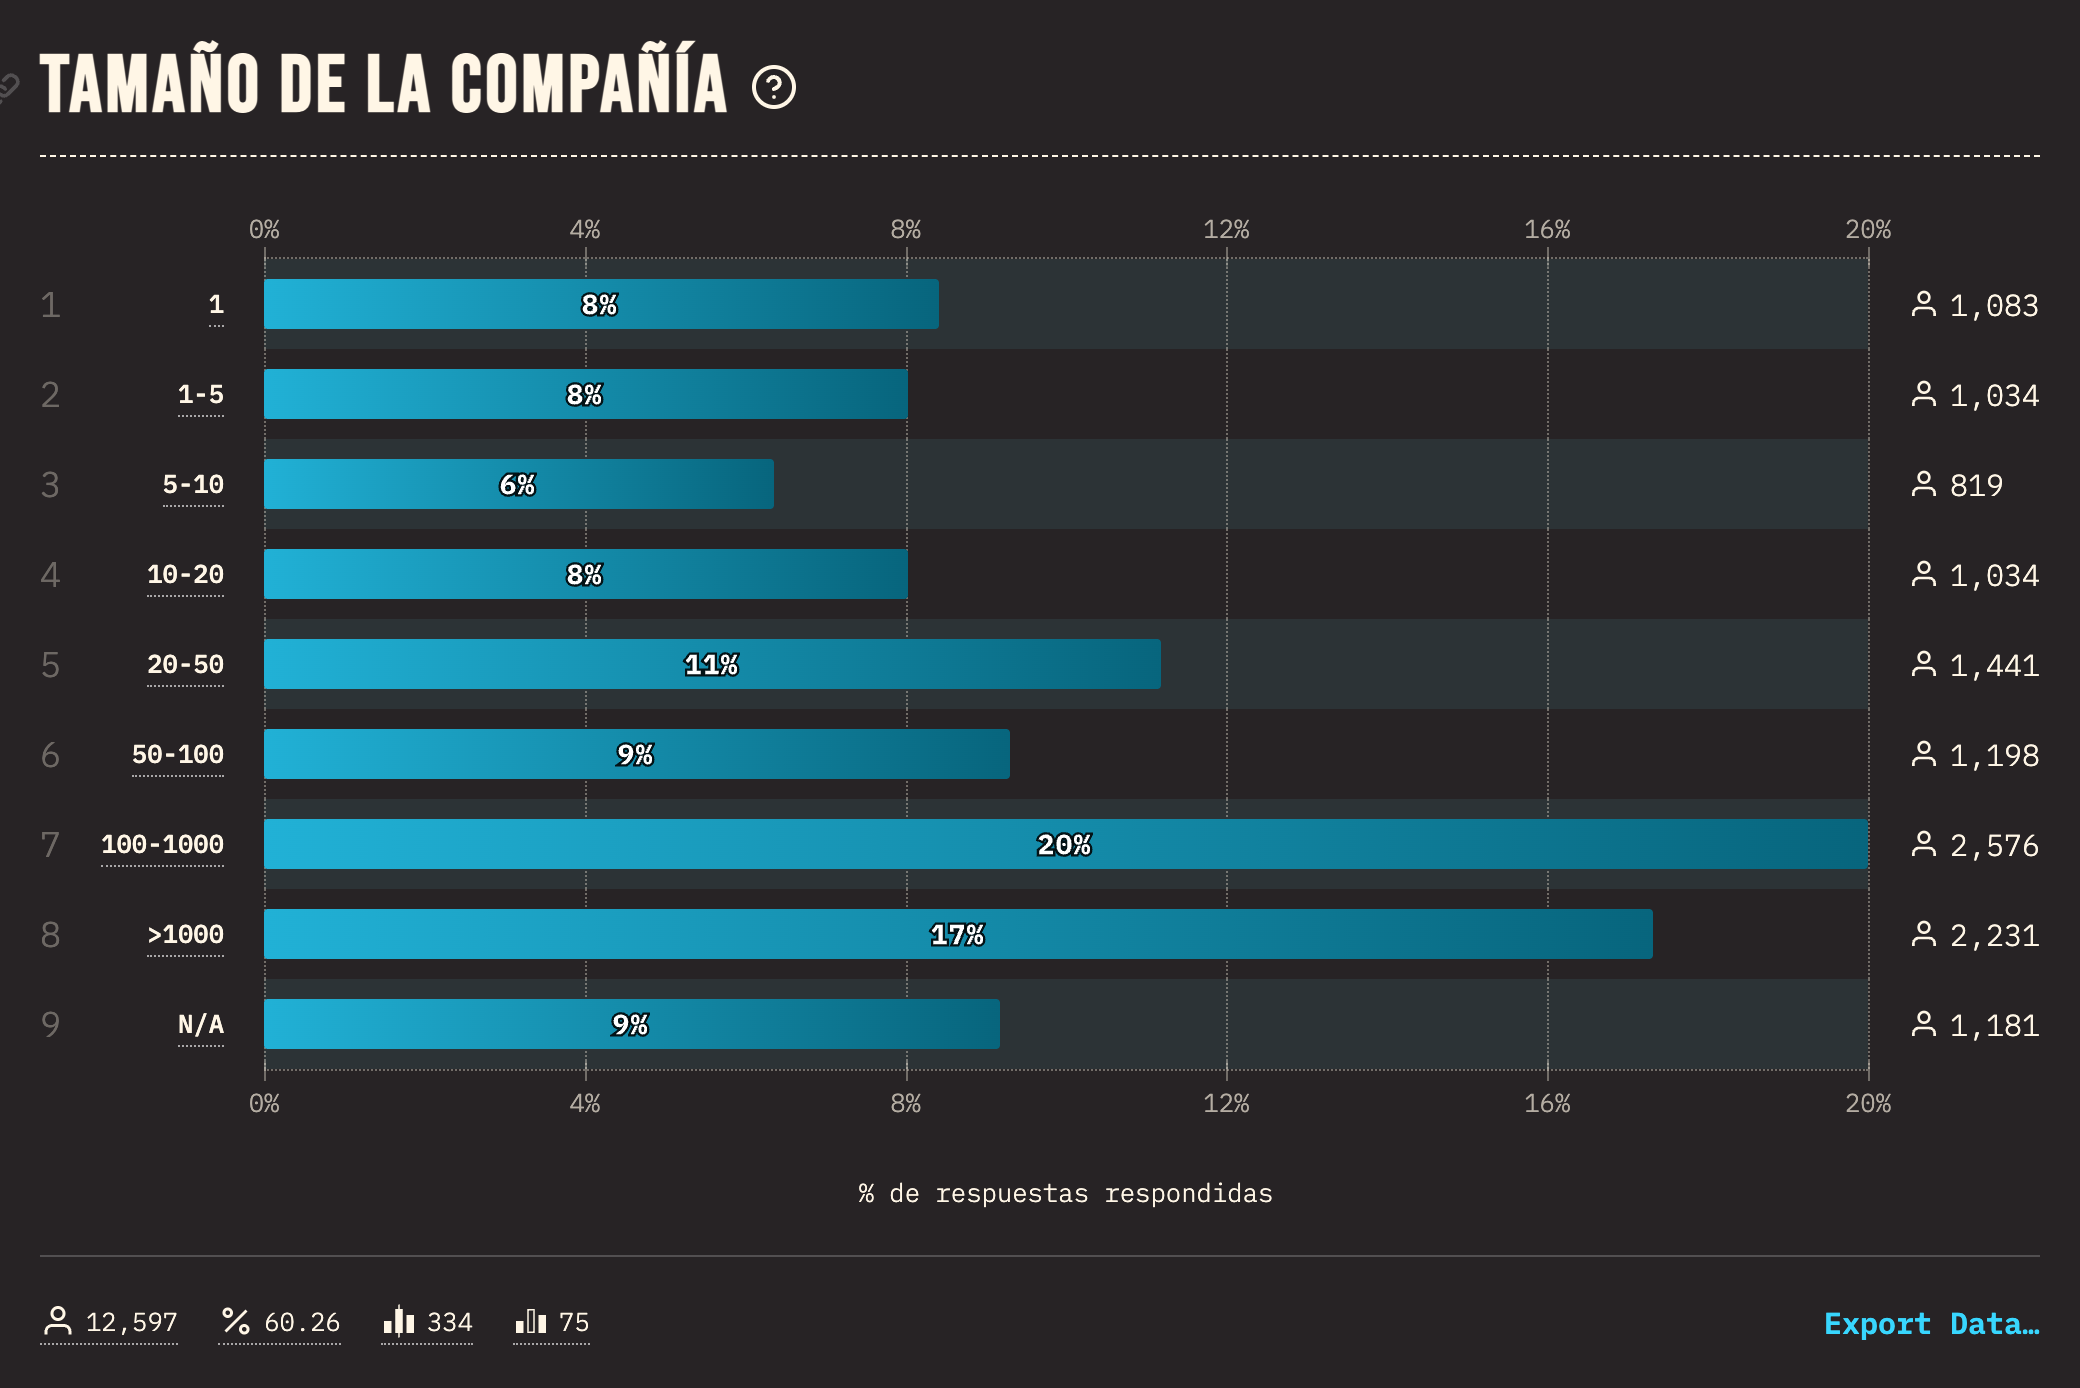 TAMAÑO DE LA COMPAÑÍA ?
0% 4% 8% 12% 16% 20%
1 1 8% 1,083
2 1-5 8% 1,034
3 5-10 6% 819
4 10-20 8% 1,034
5 20-50 11% 1,441
6 50-100 9% 1,198
7 100-1000 20% 2,576
8 >1000 17% 2,231
9 N/A 9% 1,181
0% 4% 8% 12% 16% 20%
% de respuestas respondidas
12,597 % 60.26 334 75 Export Data…